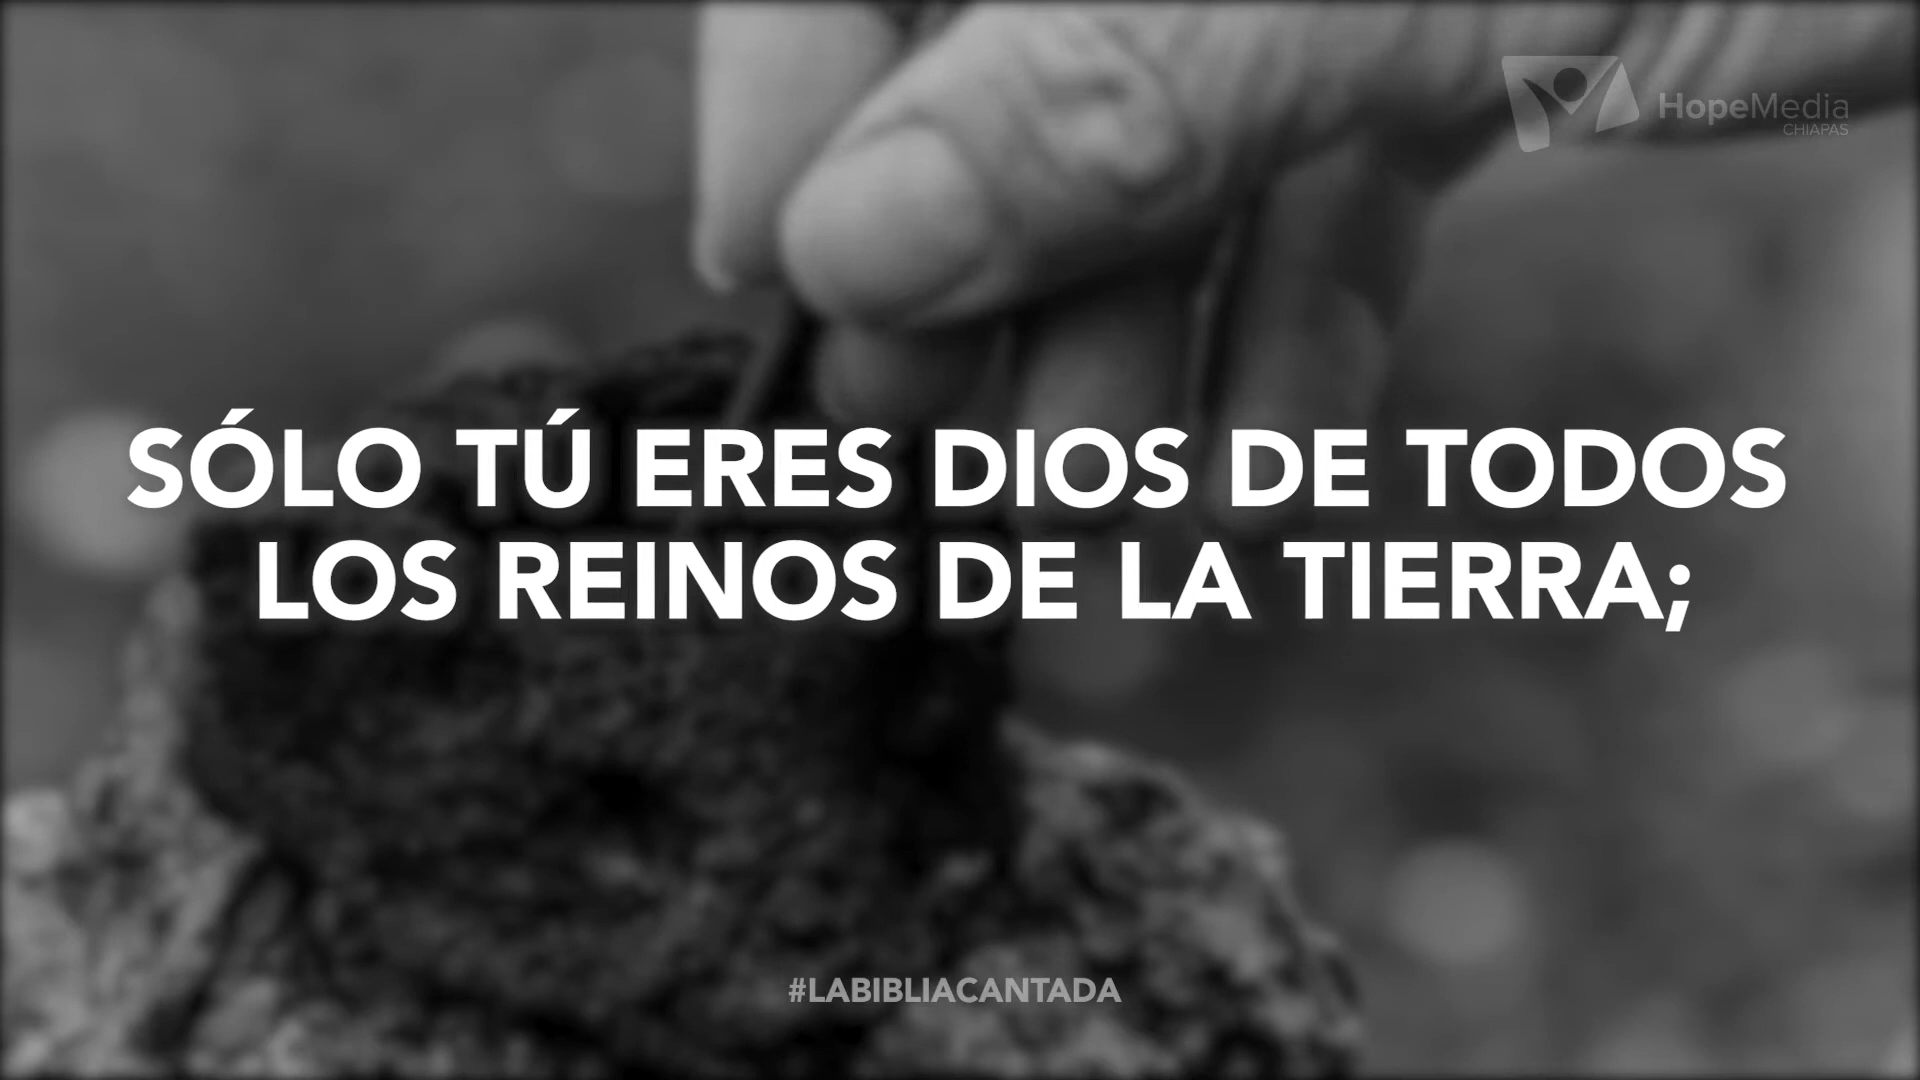 HopeMedia
CHIAPAS
SÓLO TÚ ERES DIOS DE TODOS
LOS REINOS DE LA TIERRA;
#LABIBLIACANTADA